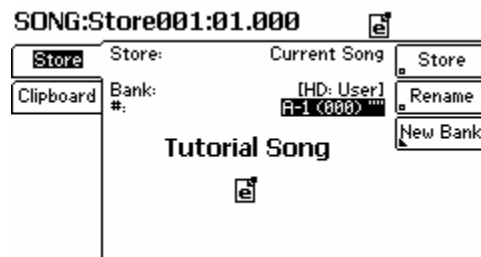 SONG:Store001:01.000
Store
Clipboard
Store: Current Song
Bank: [HD: User]
#: A-1 (000) ""
Tutorial Song
Store
Rename
New Bank